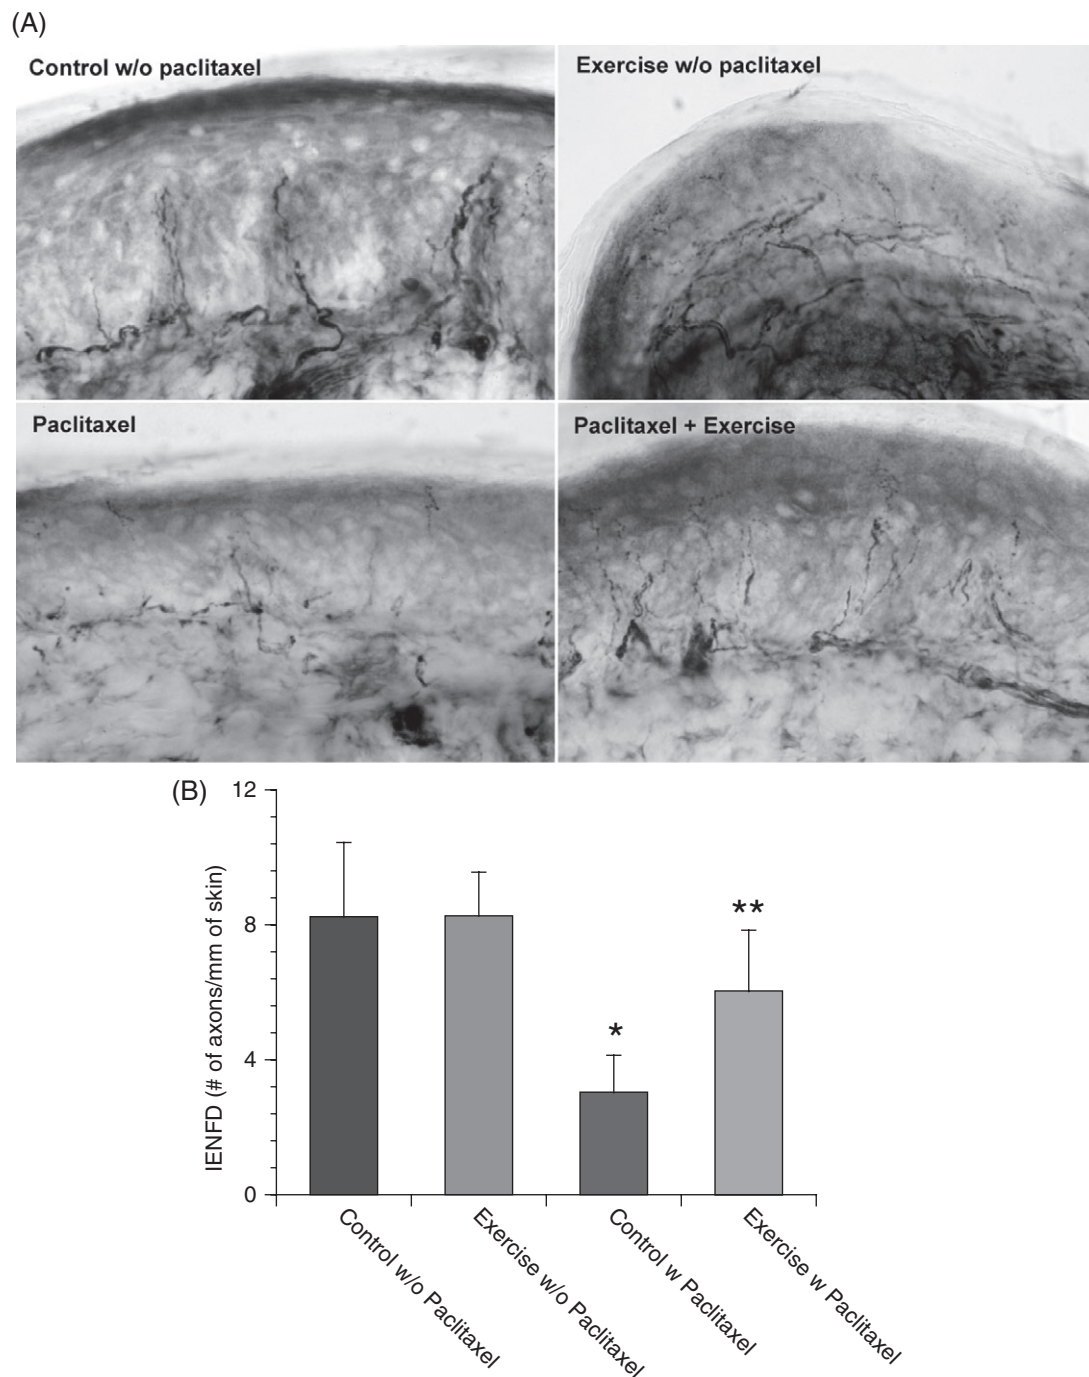 (A)
Control w/o paclitaxel
Exercise w/o paclitaxel
Paclitaxel
Paclitaxel + Exercise
(B)
12
8
4
0
IENFD (# of axons/mm of skin)
*
**
Control w/o Paclitaxel
Exercise w/o Paclitaxel
Control w Paclitaxel
Exercise w Paclitaxel